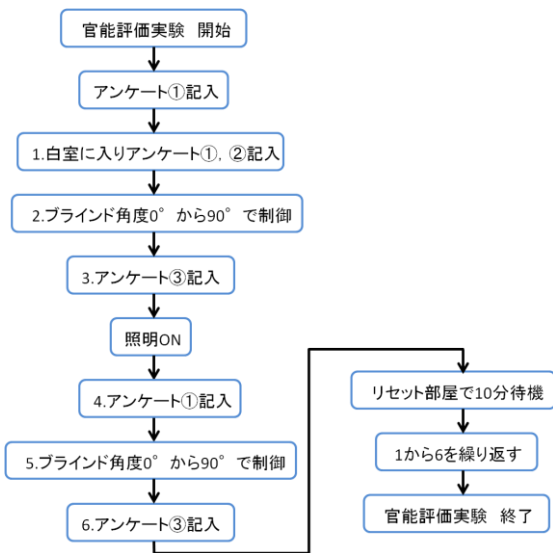 官能評価実験 開始
アンケート①記入
1.白室に入りアンケート①, ②記入
2.ブラインド角度0° から90° で制御
3.アンケート③記入
照明ON
4.アンケート①記入
5.ブラインド角度0° から90° で制御
6.アンケート③記入
リセット部屋で10分待機
1から6を繰り返す
官能評価実験 終了